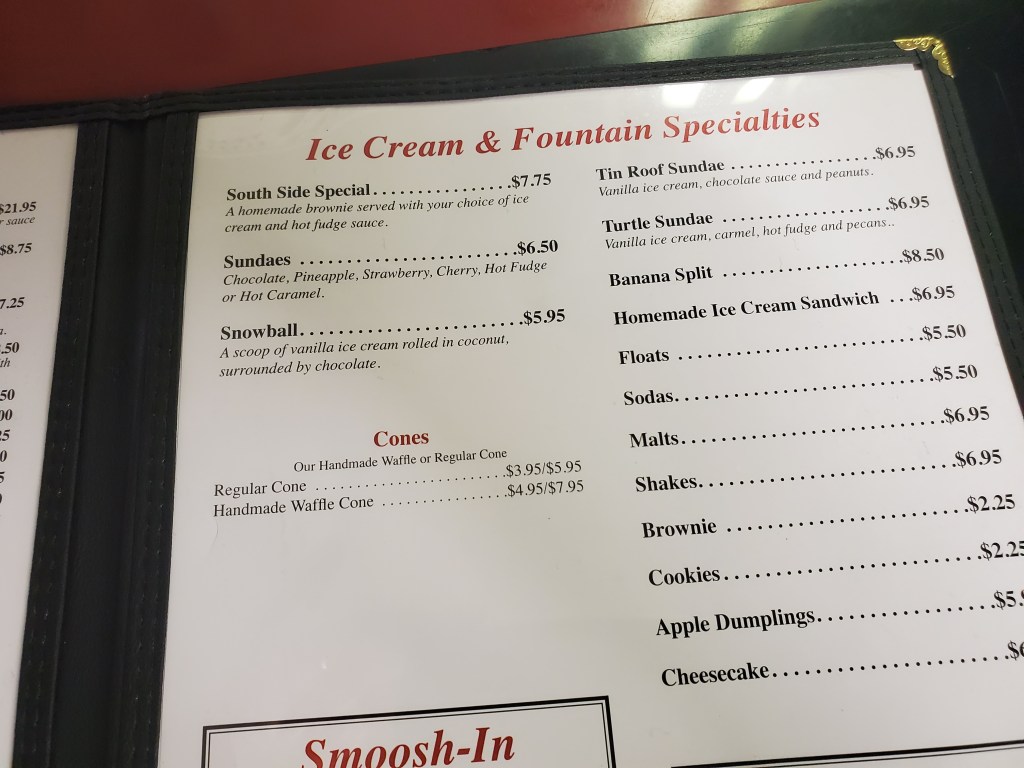 Ice Cream & Fountain Specialties
South Side Special...............$7.75
A homemade brownie served with your choice of ice
cream and hot fudge sauce.
Sundaes ........................$6.50
Chocolate, Pineapple, Strawberry, Cherry, Hot Fudge
or Hot Caramel.
Snowball........................$5.95
A scoop of vanilla ice cream rolled in coconut,
surrounded by chocolate.
Cones
Our Handmade Waffle or Regular Cone
Regular Cone ........................$3.95/$5.95
Handmade Waffle Cone ...............$4.95/$7.95
Tin Roof Sundae ................$6.95
Vanilla ice cream, chocolate sauce and peanuts.
Turtle Sundae ..................$6.95
Vanilla ice cream, carmel, hot fudge and pecans..
Banana Split ....................$8.50
Homemade Ice Cream Sandwich ...$6.95
Floats ..........................$5.50
Sodas...........................$5.50
Malts...........................$6.95
Shakes..........................$6.95
Brownie ........................$2.25
Cookies.........................$2.25
Apple Dumplings.................$5.
Cheesecake......................$6
Smoosh-In
$21.95
r sauce
$8.75
7.25
.50
50